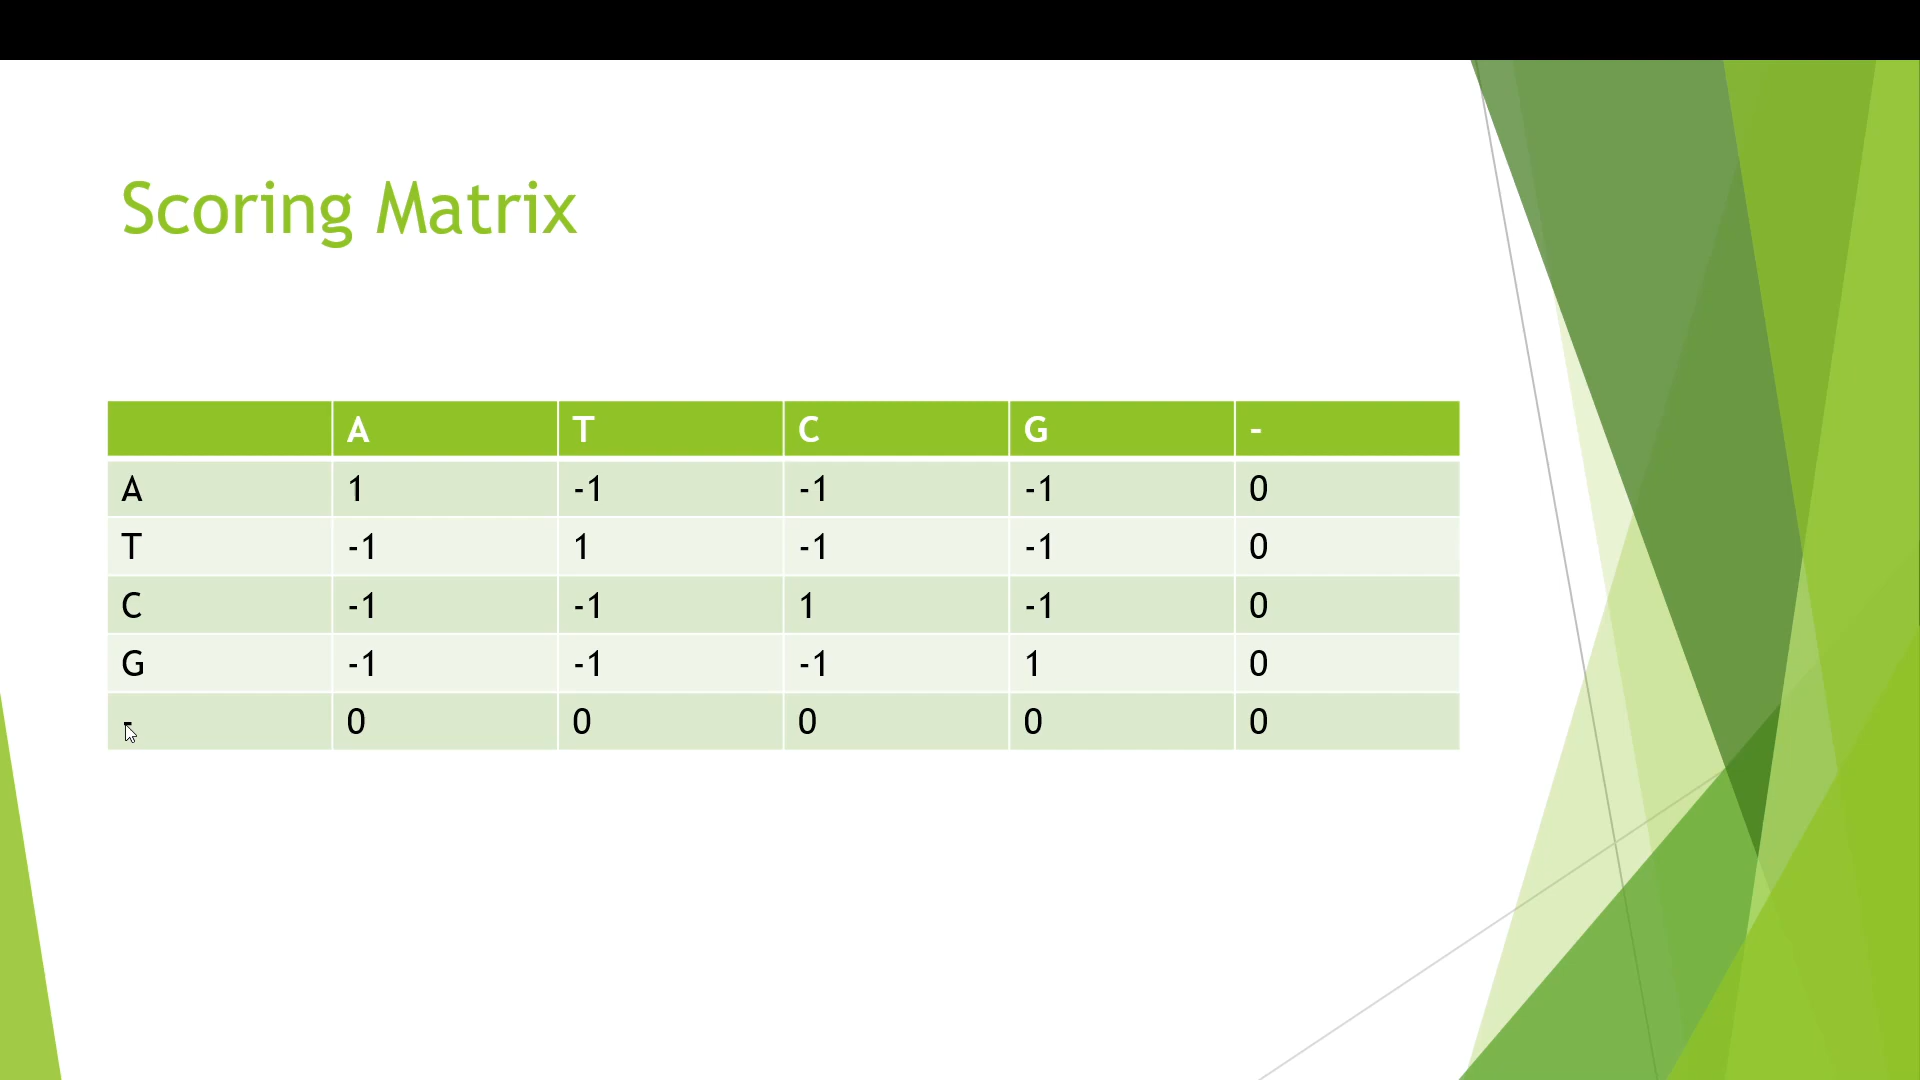 Scoring Matrix
A T C G -
A 1 -1 -1 -1 0
T -1 1 -1 -1 0
C -1 -1 1 -1 0
G -1 -1 -1 1 0
- 0 0 0 0 0